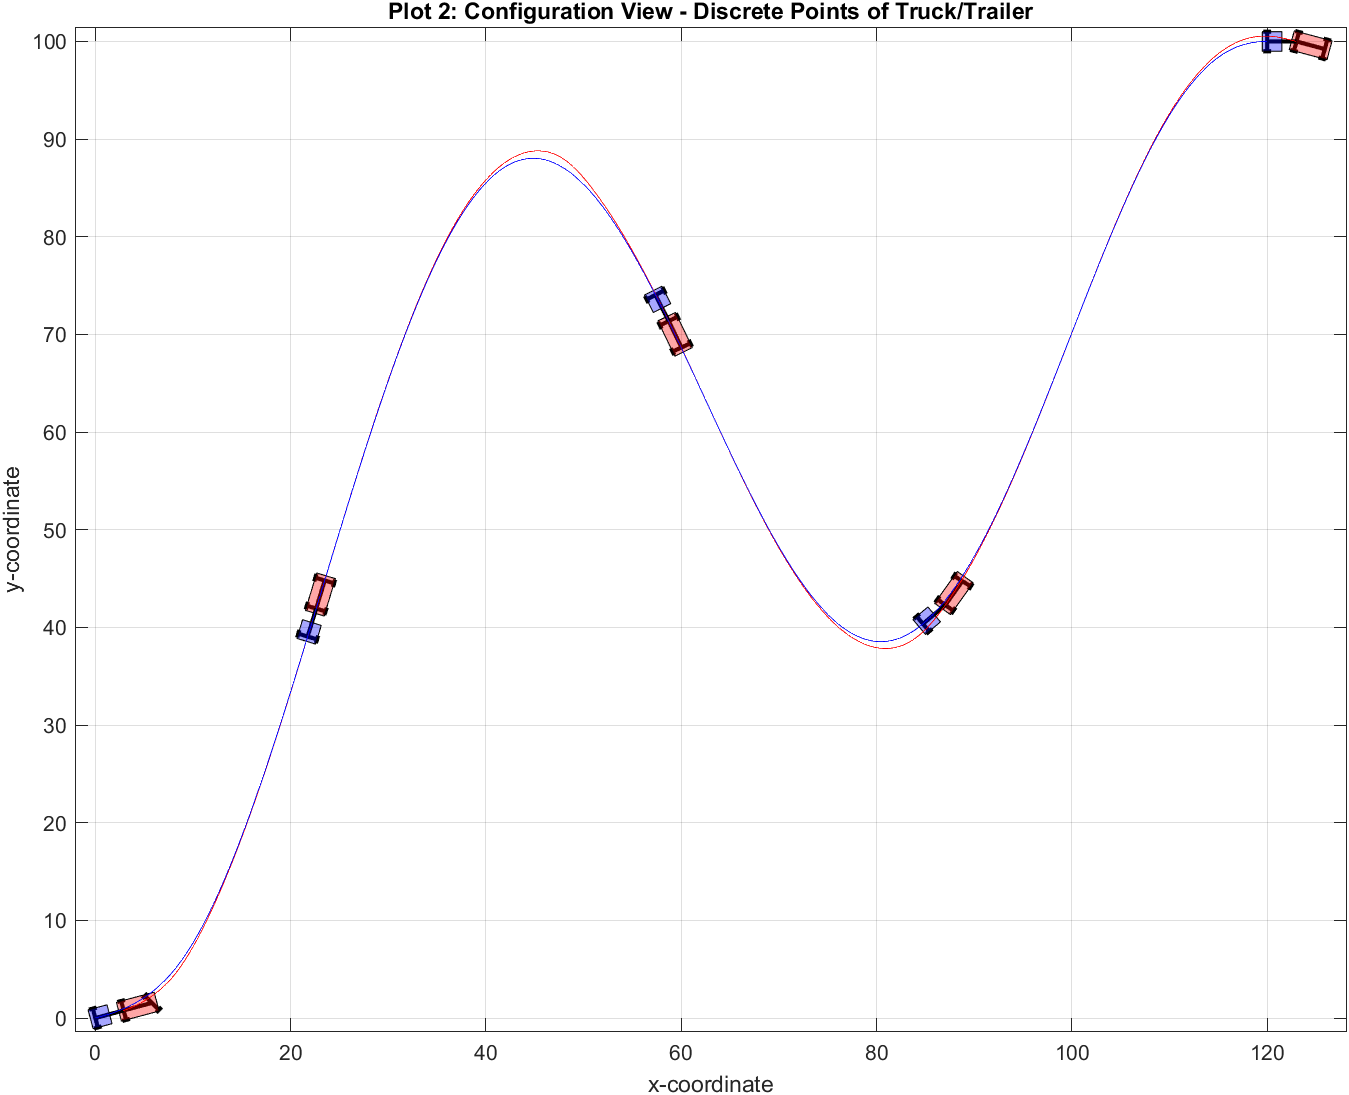 Plot 2: Configuration View - Discrete Points of Truck/Trailer
100
90
80
70
60
50
40
30
20
10
0
y-coordinate
0 20 40 60 80 100 120
x-coordinate